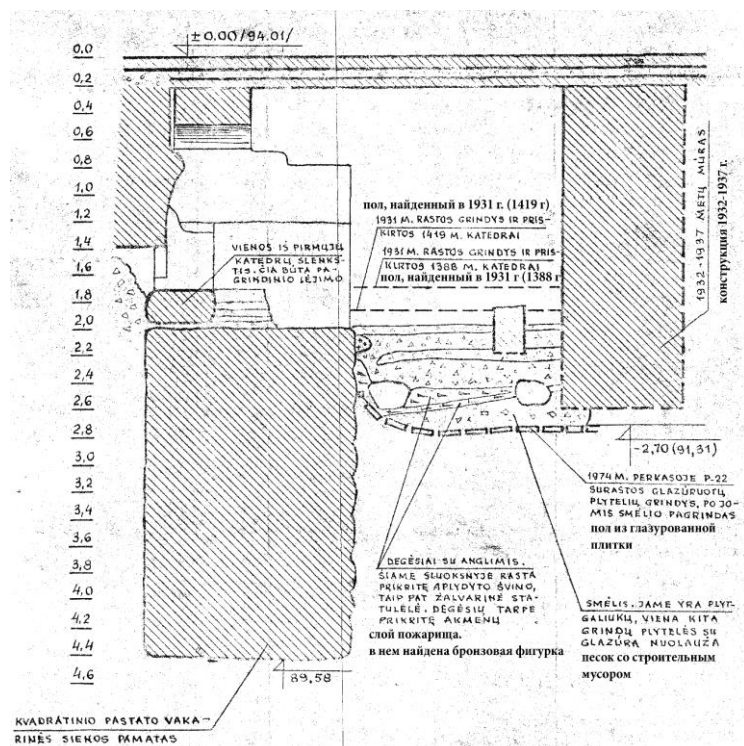 ± 0.00/94.01/
0.0
0.2
0.4
0.6
0.8
1.0
1.2
1.4
1.6
1.8
2.0
2.2
2.4
2.6
2.8
3.0
3.2
3.4
3.6
3.8
4.0
4.2
4.4
4.6
пол, найденный в 1931 г. (1419 г)
1931 M. RASTOS GRINDYS IR PRIS-
KIRTOS 1419 M. KATEDRAI
1931 M. RASTOS GRINDYS IR PRIS-
KIRTOS 1388 M. KATEDRAI
пол, найденный в 1931 г (1388 г)
VIENOS IŠ PIRMŲJŲ
KATEDRŲ SLENKS-
TIS. ČIA BŪTA PA-
GRINDINIO ĮĖJIMO
1932-1937 METŲ MŪRAS
конструкция 1932-1937 г.
-2,70 (91,31)
1974 M. PERKASOJE P-22
SURASTOS GLAZŪRUOTŲ
PLYTELIŲ GRINDYS, PO JO-
MIS SMĖLIO PAGRINDAS
пол из глазурованной
плитки
DEGĖSIAI SU ANGLIMIS.
ŠIAME SLUOKSNYJE RASTA
PRIKRITĘ APLYDYTO ŠVINO,
TAIP PAT ŽALVARINĖ STA-
TULĖLĖ. DEGĖSIŲ TARPE
PRIKRITĘ AKMENŲ
слой пожарища.
в нем найдена бронзовая фигурка
SMĖLIS. JAME YRA PLYT-
GALIUKŲ, VIENA KITA
GRINDŲ PLYTELĖS SU
GLAZŪRA NUOLAUŽA
песок со строительным
мусором
89,58
KVADRATINIO PASTATO VAKA-
RINĖS SIENOS PAMATAS